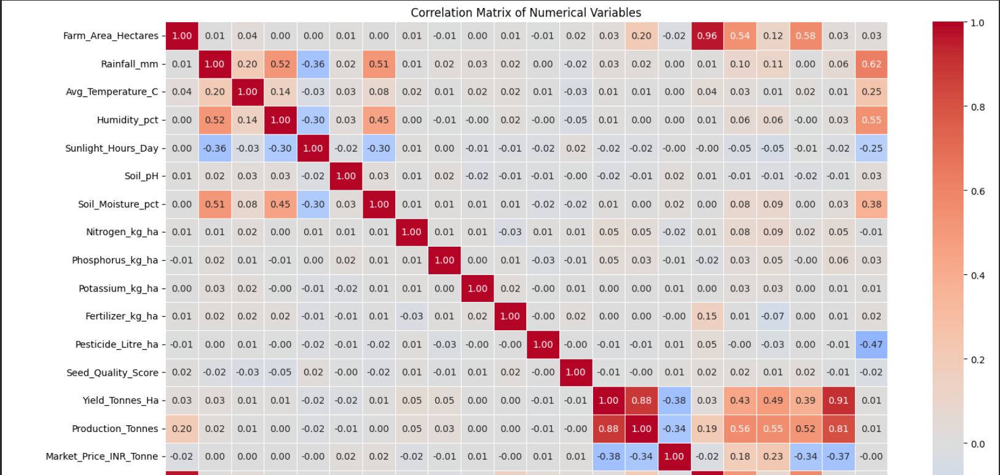 Correlation Matrix of Numerical Variables
Farm_Area_Hectares 1.00 0.01 0.04 0.00 0.00 0.01 0.00 0.01 -0.01 0.00 0.01 -0.01 0.02 0.03 0.20 -0.02 0.96 0.54 0.12 0.58 0.03 0.03 1.0
Rainfall_mm 0.01 1.00 0.20 0.52 -0.36 0.02 0.51 0.01 0.02 0.03 0.02 0.00 -0.02 0.03 0.02 0.00 0.01 0.10 0.11 0.00 0.06 0.62
Avg_Temperature_C 0.04 0.20 1.00 0.14 -0.03 0.03 0.08 0.02 0.01 0.02 0.02 0.01 -0.03 0.01 0.01 0.00 0.04 0.03 0.01 0.02 0.01 0.25
0.8
Humidity_pct 0.00 0.52 0.14 1.00 -0.30 0.03 0.45 0.00 -0.01 -0.00 0.02 -0.00 -0.05 0.01 0.00 0.00 0.01 0.06 0.06 -0.00 0.03 0.55
Sunlight_Hours_Day 0.00 -0.36 -0.03 -0.30 1.00 -0.02 -0.30 0.01 0.00 -0.01 -0.01 -0.02 0.02 -0.02 -0.02 -0.00 -0.00 -0.05 -0.05 -0.01 -0.02 -0.25
Soil_pH 0.01 0.02 0.03 0.03 -0.02 1.00 0.03 0.01 0.02 -0.02 -0.01 -0.01 -0.00 -0.02 -0.01 0.02 0.01 -0.01 -0.01 -0.02 -0.01 0.03
0.6
Soil_Moisture_pct 0.00 0.51 0.08 0.45 -0.30 0.03 1.00 0.01 0.01 0.01 0.01 -0.02 -0.02 0.01 0.00 0.02 0.00 0.08 0.09 0.00 0.03 0.38
Nitrogen_kg_ha 0.01 0.01 0.02 0.00 0.01 0.01 0.01 1.00 0.01 0.01 -0.03 0.01 0.01 0.05 0.05 -0.02 0.01 0.08 0.09 0.02 0.05 -0.01
Phosphorus_kg_ha -0.01 0.02 0.01 -0.01 0.00 0.02 0.01 0.01 1.00 0.00 0.01 -0.03 -0.01 0.05 0.03 -0.01 -0.02 0.03 0.05 -0.00 0.06 0.03
0.4
Potassium_kg_ha 0.00 0.03 0.02 -0.00 -0.01 -0.02 0.01 0.01 0.00 1.00 0.02 -0.00 0.01 0.00 0.00 0.01 0.00 0.03 0.03 0.00 0.01 0.01
Fertilizer_kg_ha 0.01 0.02 0.02 0.02 -0.01 -0.01 0.01 -0.03 0.01 0.02 1.00 -0.00 0.02 0.00 0.00 -0.00 0.15 0.01 -0.07 0.00 0.01 0.02
Pesticide_Litre_ha -0.01 0.00 0.01 -0.00 -0.02 -0.01 -0.02 0.01 -0.03 -0.00 -0.00 1.00 -0.00 -0.01 -0.01 0.01 0.05 -0.00 -0.03 0.00 -0.01 -0.47
0.2
Seed_Quality_Score 0.02 -0.02 -0.03 -0.05 0.02 -0.00 -0.02 0.01 -0.01 0.01 0.02 -0.00 1.00 -0.01 -0.00 0.01 0.02 0.02 0.01 0.02 -0.01 -0.02
Yield_Tonnes_Ha 0.03 0.03 0.01 0.01 -0.02 -0.02 0.01 0.05 0.05 0.00 0.00 -0.01 -0.01 1.00 0.88 -0.38 0.03 0.43 0.49 0.39 0.91 0.01
Production_Tonnes 0.20 0.02 0.01 0.00 -0.02 -0.01 0.00 0.05 0.03 0.00 0.00 -0.01 -0.00 0.88 1.00 -0.34 0.19 0.56 0.55 0.52 0.81 0.01
0.0
Market_Price_INR_Tonne -0.02 0.00 0.00 0.00 -0.00 0.02 0.02 -0.02 -0.01 0.01 -0.00 0.01 0.01 -0.38 -0.34 1.00 -0.02 0.18 0.23 -0.34 -0.37 -0.00